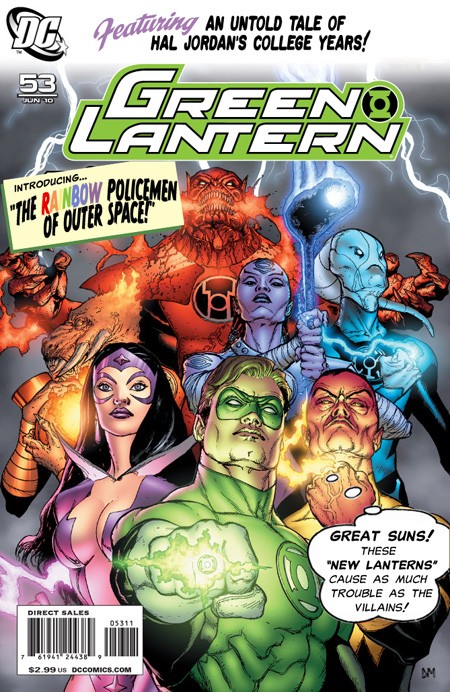 DC
TM
Featuring AN UNTOLD TALE OF
HAL JORDAN'S COLLEGE YEARS!
53
JUN '10
GREEN LANTERN
INTRODUCING...
"THE RAINBOW POLICEMEN
OF OUTER SPACE!"
GREAT SUNS!
THESE
"NEW LANTERNS"
CAUSE AS MUCH
TROUBLE AS THE
VILLAINS!
DIRECT SALES
05311
7 61941 24438 9
$2.99 US DCCOMICS.COM
DM